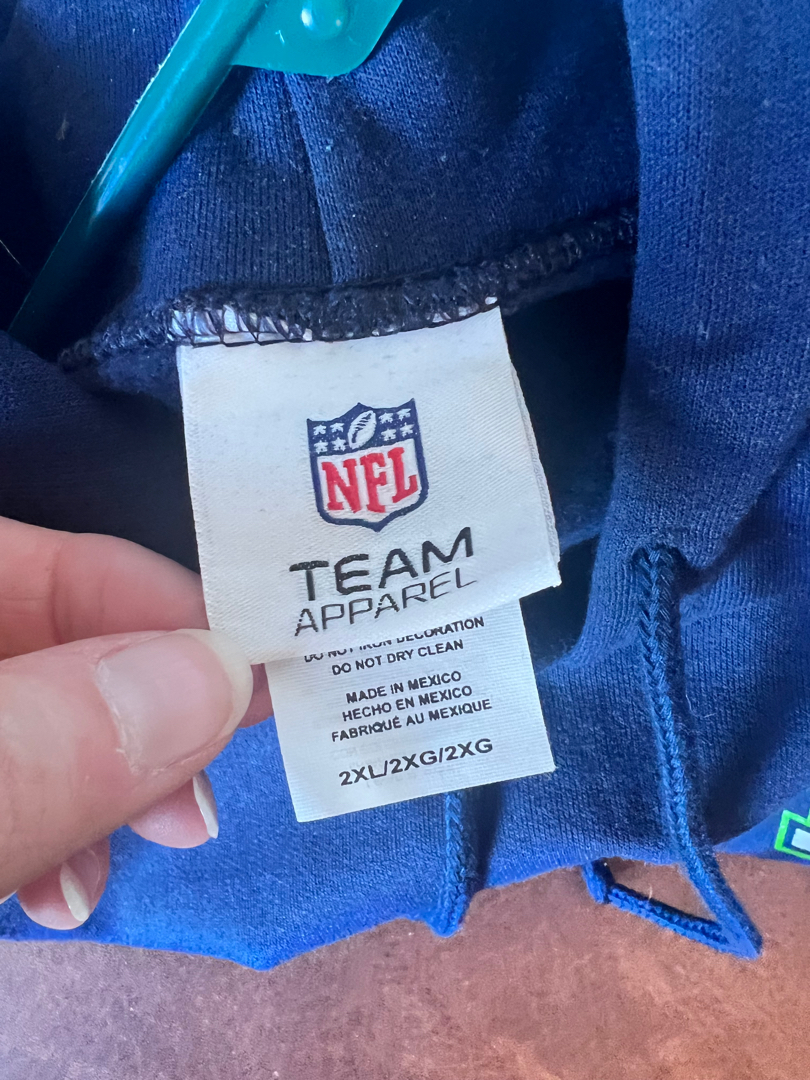 NFL
TEAM
APPAREL
DO NOT IRON DECORATION
DO NOT DRY CLEAN
MADE IN MEXICO
HECHO EN MEXICO
FABRIQUÉ AU MEXIQUE
2XL/2XG/2XG